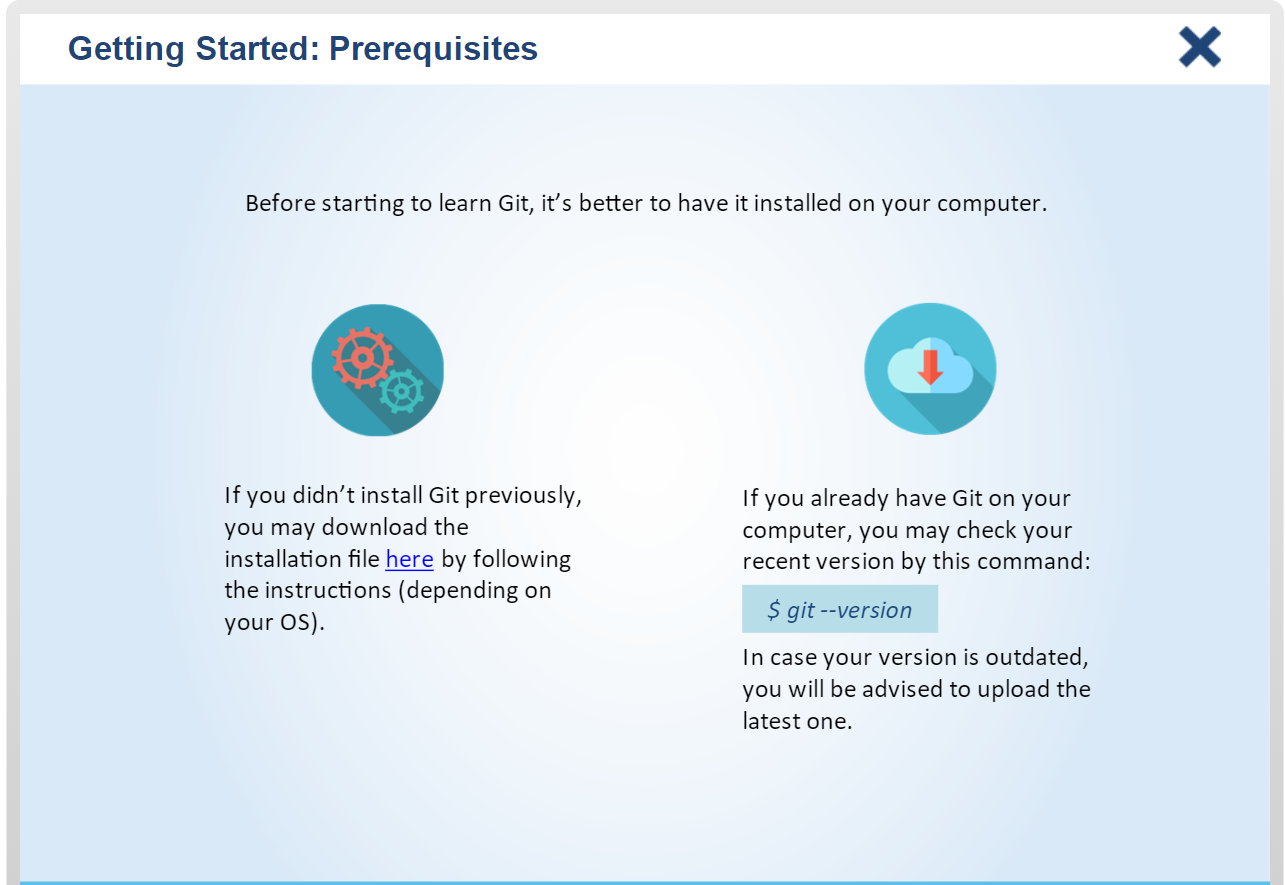 Getting Started: Prerequisites
Before starting to learn Git, it’s better to have it installed on your computer.
If you didn’t install Git previously,
you may download the
installation file here by following
the instructions (depending on
your OS).
If you already have Git on your
computer, you may check your
recent version by this command:
$ git --version
In case your version is outdated,
you will be advised to upload the
latest one.